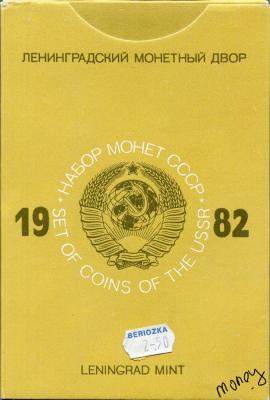 ЛЕНИНГРАДСКИЙ МОНЕТНЫЙ ДВОР
• НАБОР МОНЕТ СССР •
19 82
SET OF COINS OF THE USSR
BERIOZKA
2-50
LENINGRAD MINT
money